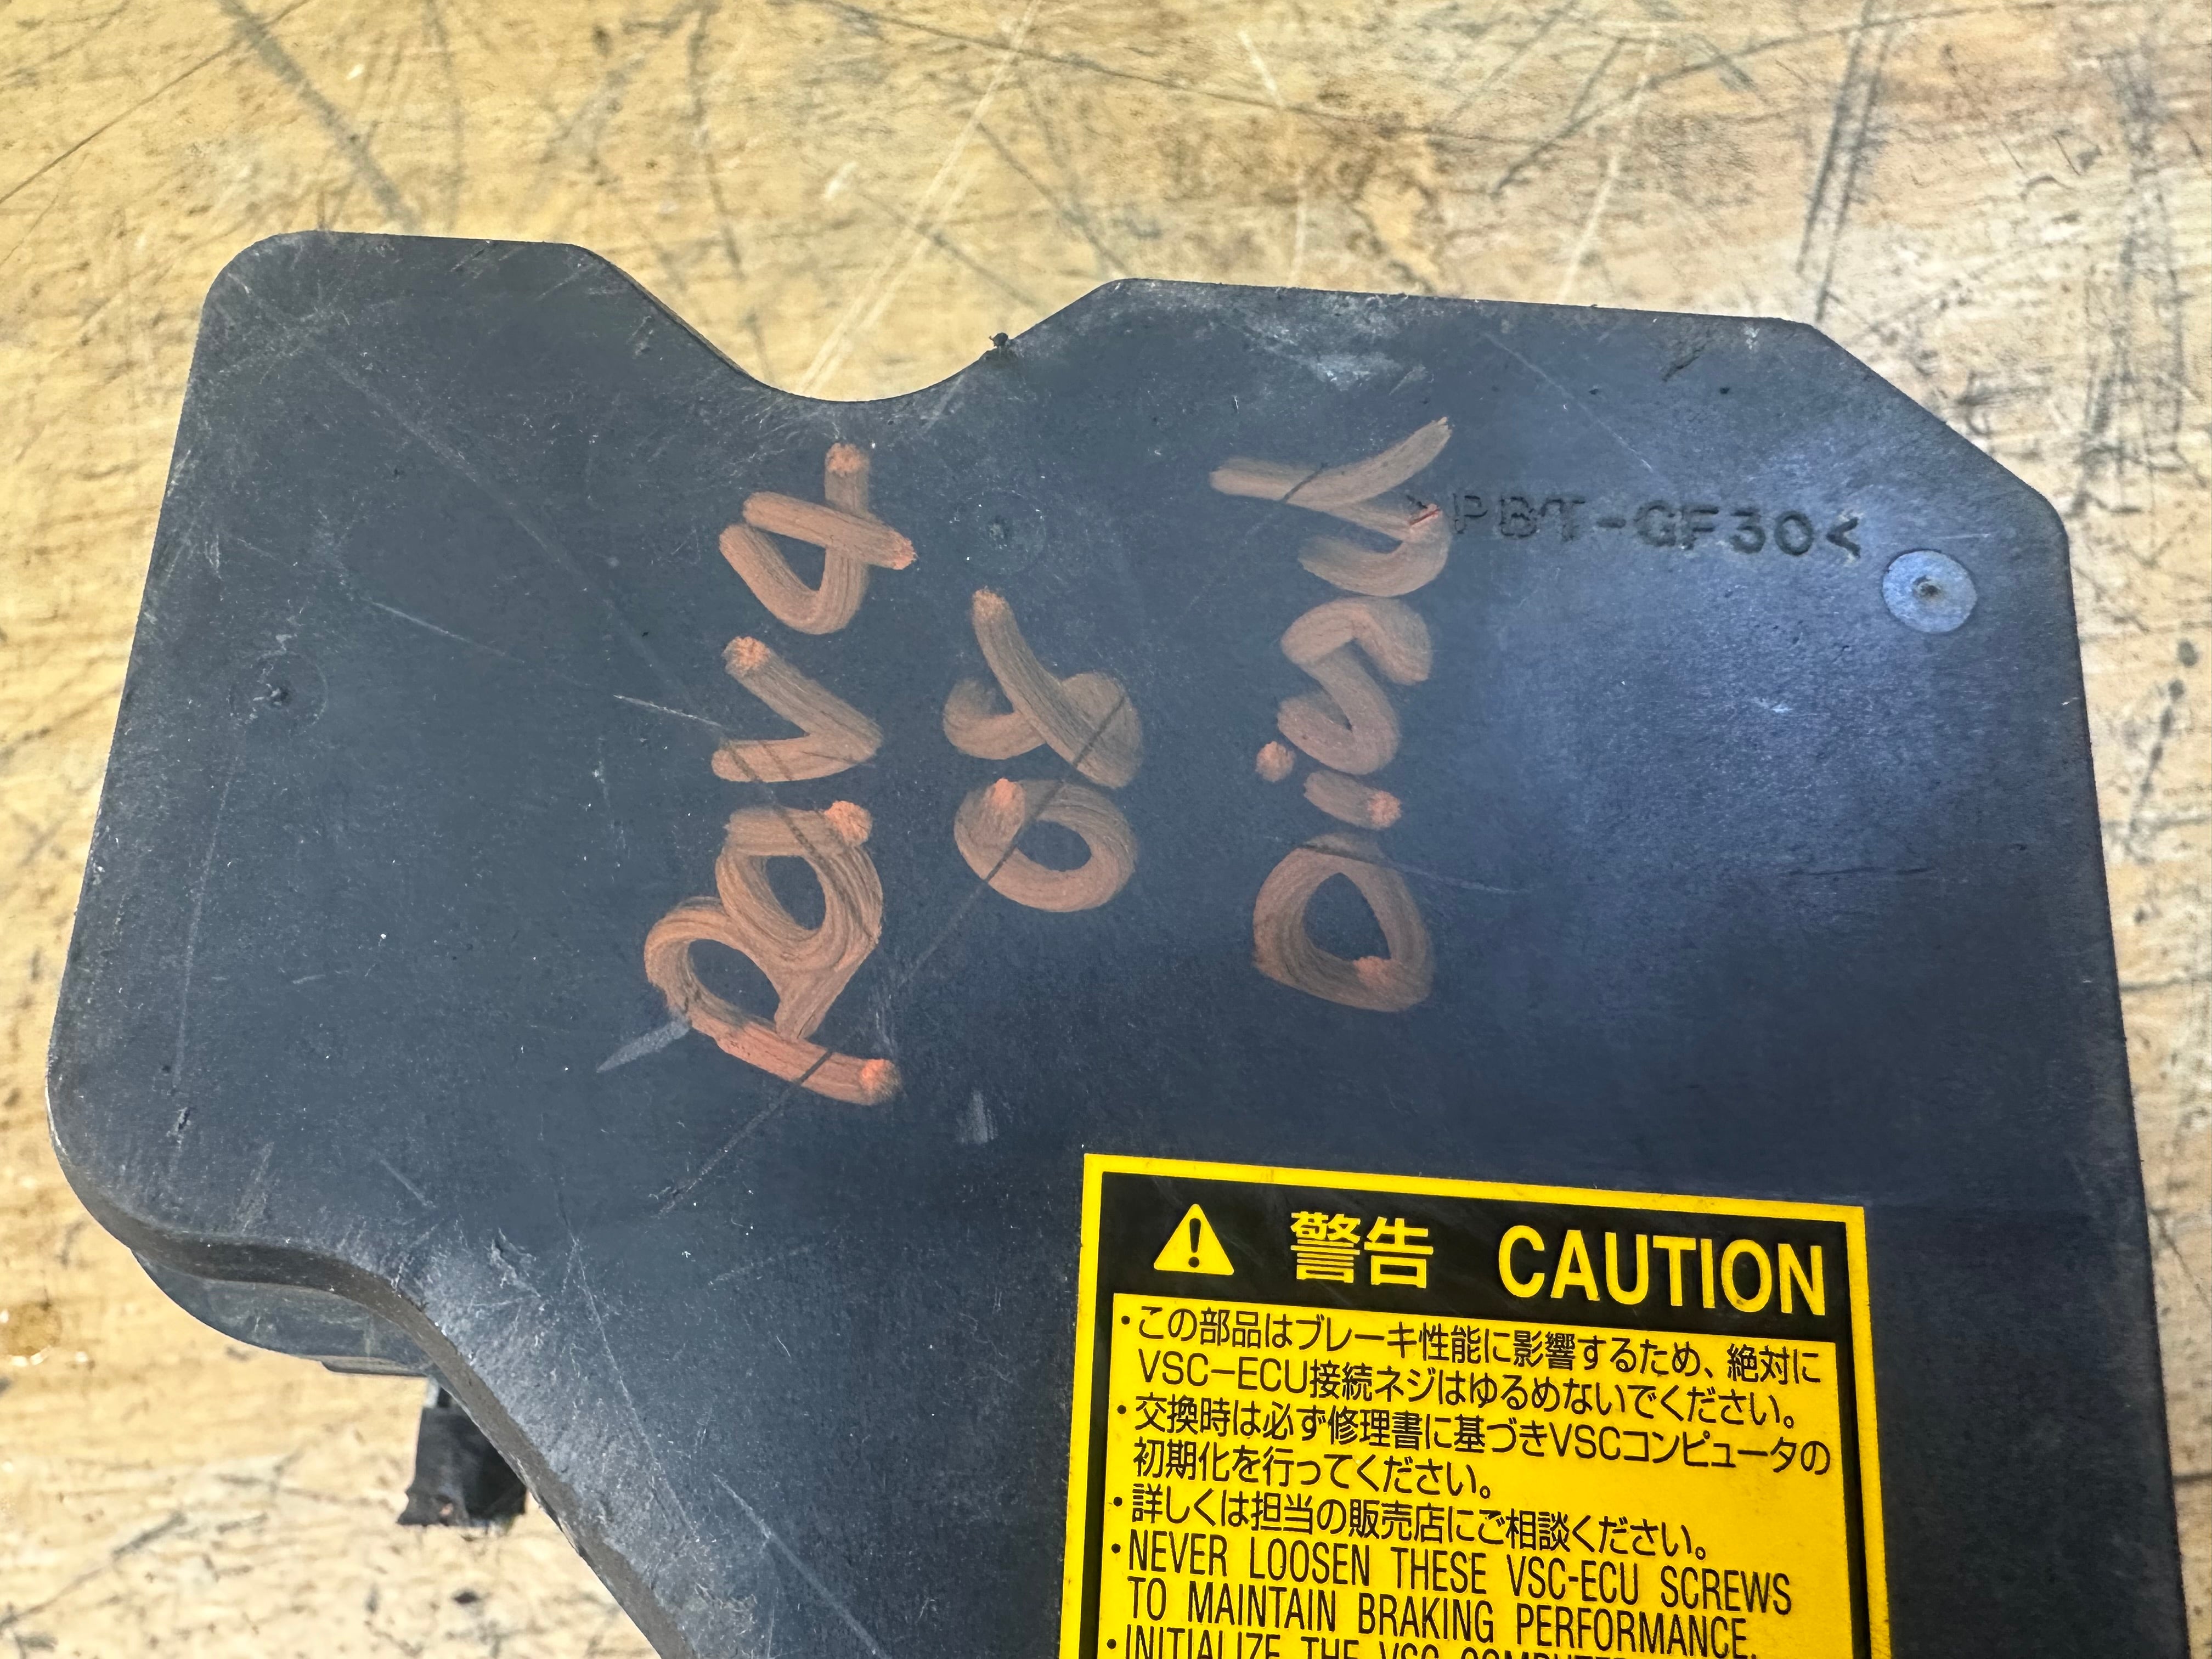 Rav4
08
>PBT-GF30<
警告 CAUTION
・この部品はブレーキ性能に影響するため、絶対に
VSC-ECU接続ネジはゆるめないでください。
・交換時は必ず修理書に基づきVSCコンピュータの
初期化を行ってください。
・詳しくは担当の販売店にご相談ください。
・NEVER LOOSEN THESE VSC-ECU SCREWS
TO MAINTAIN BRAKING PERFORMANCE.
・INITIALIZE THE VSC COMPUTER